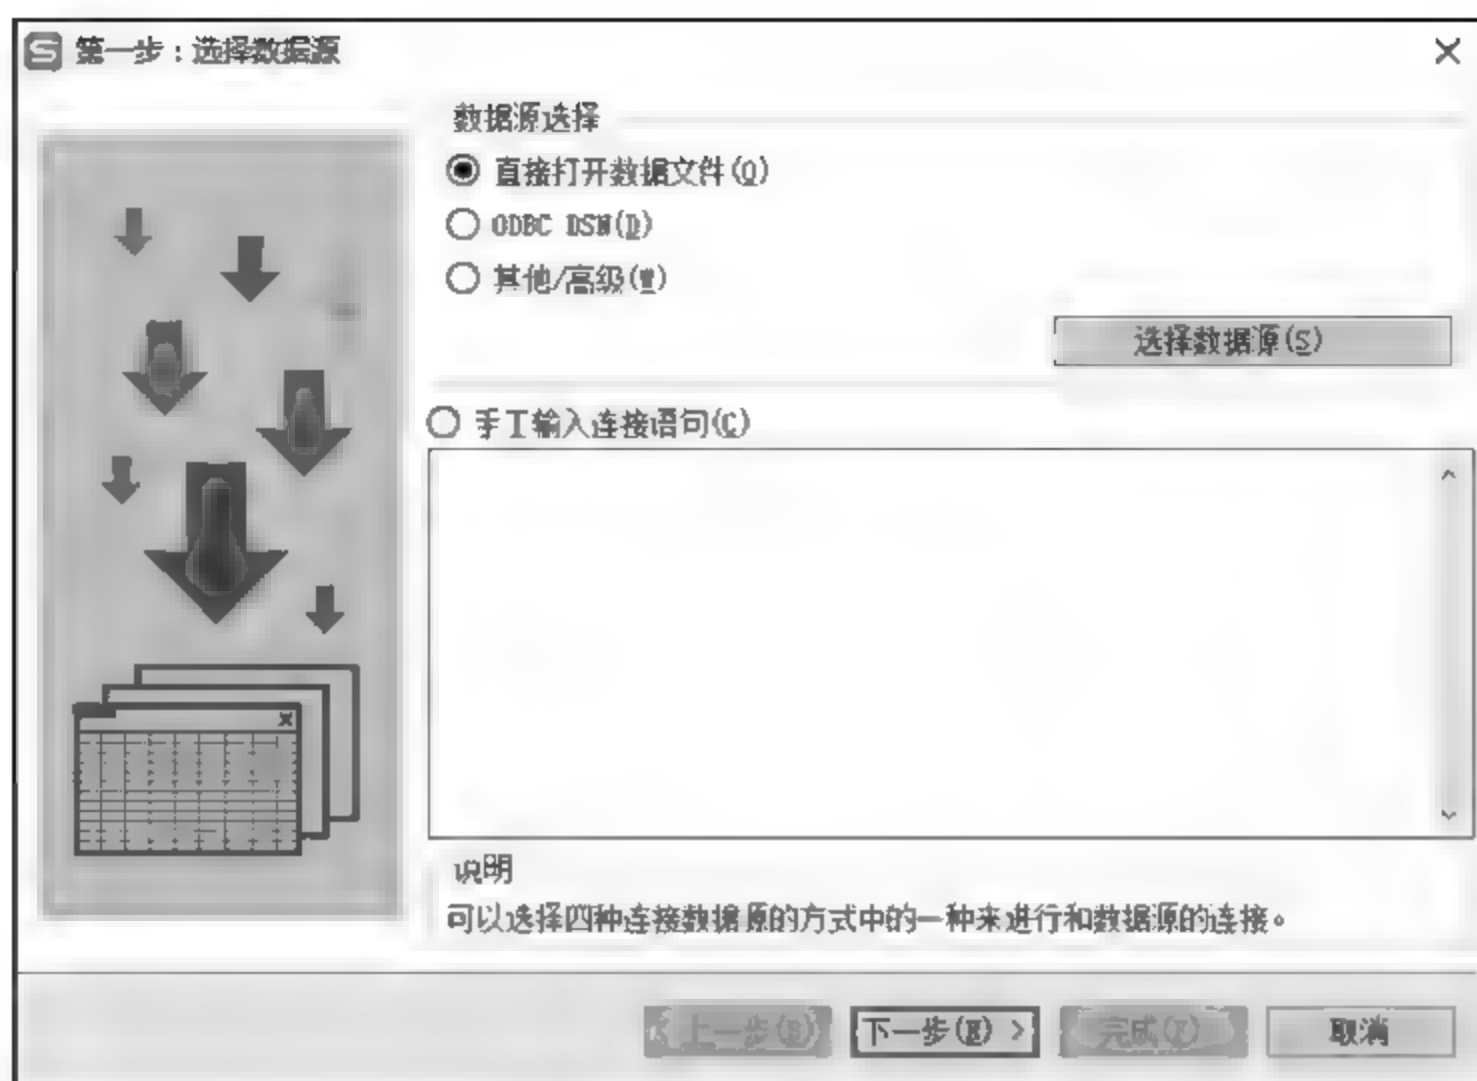 S 第一步：选择数据源
数据源选择
直接打开数据文件(O)
ODBC DSN(D)
其他/高级(W)
选择数据源(S)
手工输入连接语句(C)
说明
可以选择四种连接数据源的方式中的一种来进行和数据源的连接。
< 上一步(B)
下一步(N) >
完成(F)
取消